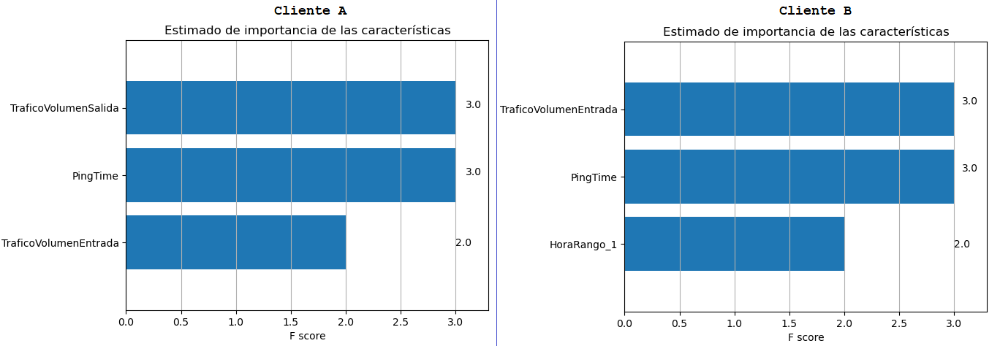 Cliente A
Estimado de importancia de las características
TraficoVolumenSalida
3.0
PingTime
3.0
TraficoVolumenEntrada
2.0
0.0 0.5 1.0 1.5 2.0 2.5 3.0
F score
Cliente B
Estimado de importancia de las características
TraficoVolumenEntrada
3.0
PingTime
3.0
HoraRango_1
2.0
0.0 0.5 1.0 1.5 2.0 2.5 3.0
F score